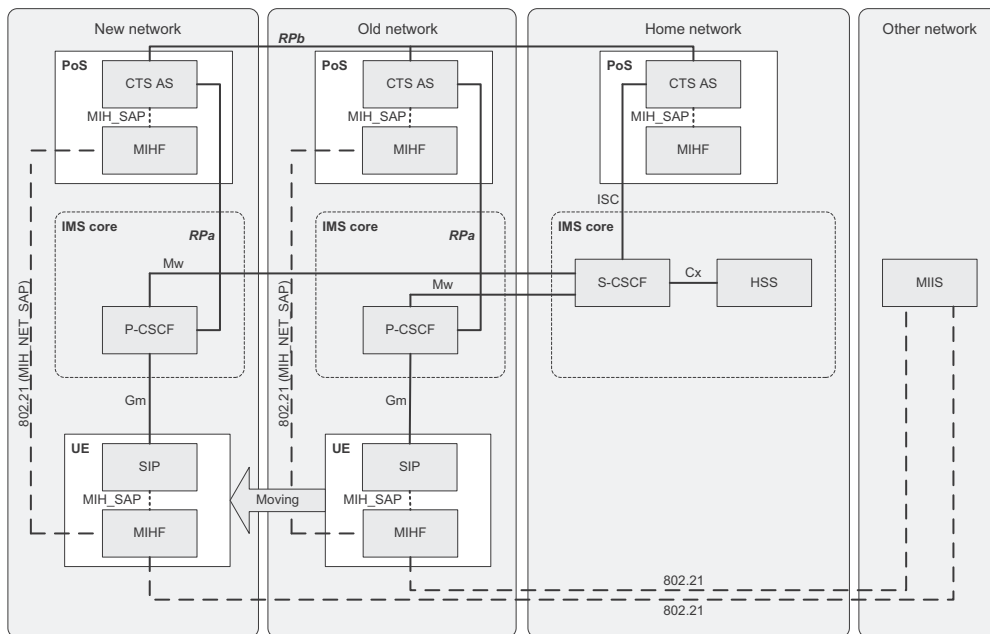 New network
Old network
Home network
Other network
RPb
PoS
CTS AS
MIH_SAP
MIHF
PoS
CTS AS
MIH_SAP
MIHF
PoS
CTS AS
MIH_SAP
MIHF
ISC
IMS core
RPa
IMS core
RPa
IMS core
Mw
Mw
S-CSCF
Cx
HSS
MIIS
P-CSCF
P-CSCF
802.21 (MIH_NET_SAP)
802.21 (MIH_NET_SAP)
Gm
Gm
UE
SIP
MIH_SAP
MIHF
Moving
UE
SIP
MIH_SAP
MIHF
802.21
802.21